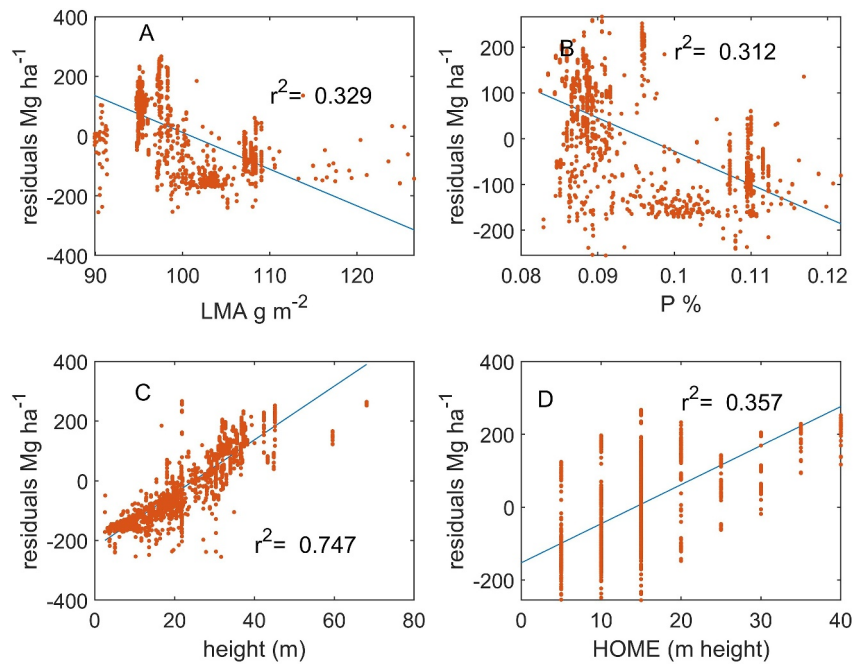 A
r² = 0.329
400
200
0
-200
-400
90
100
110
120
residuals Mg ha⁻¹
LMA g m⁻²
B
r² = 0.312
200
100
0
-100
-200
0.08
0.09
0.1
0.11
0.12
residuals Mg ha⁻¹
P %
C
r² = 0.747
400
200
0
-200
-400
0
20
40
60
80
residuals Mg ha⁻¹
height (m)
D
r² = 0.357
400
200
0
-200
0
10
20
30
40
residuals Mg ha⁻¹
HOME (m height)